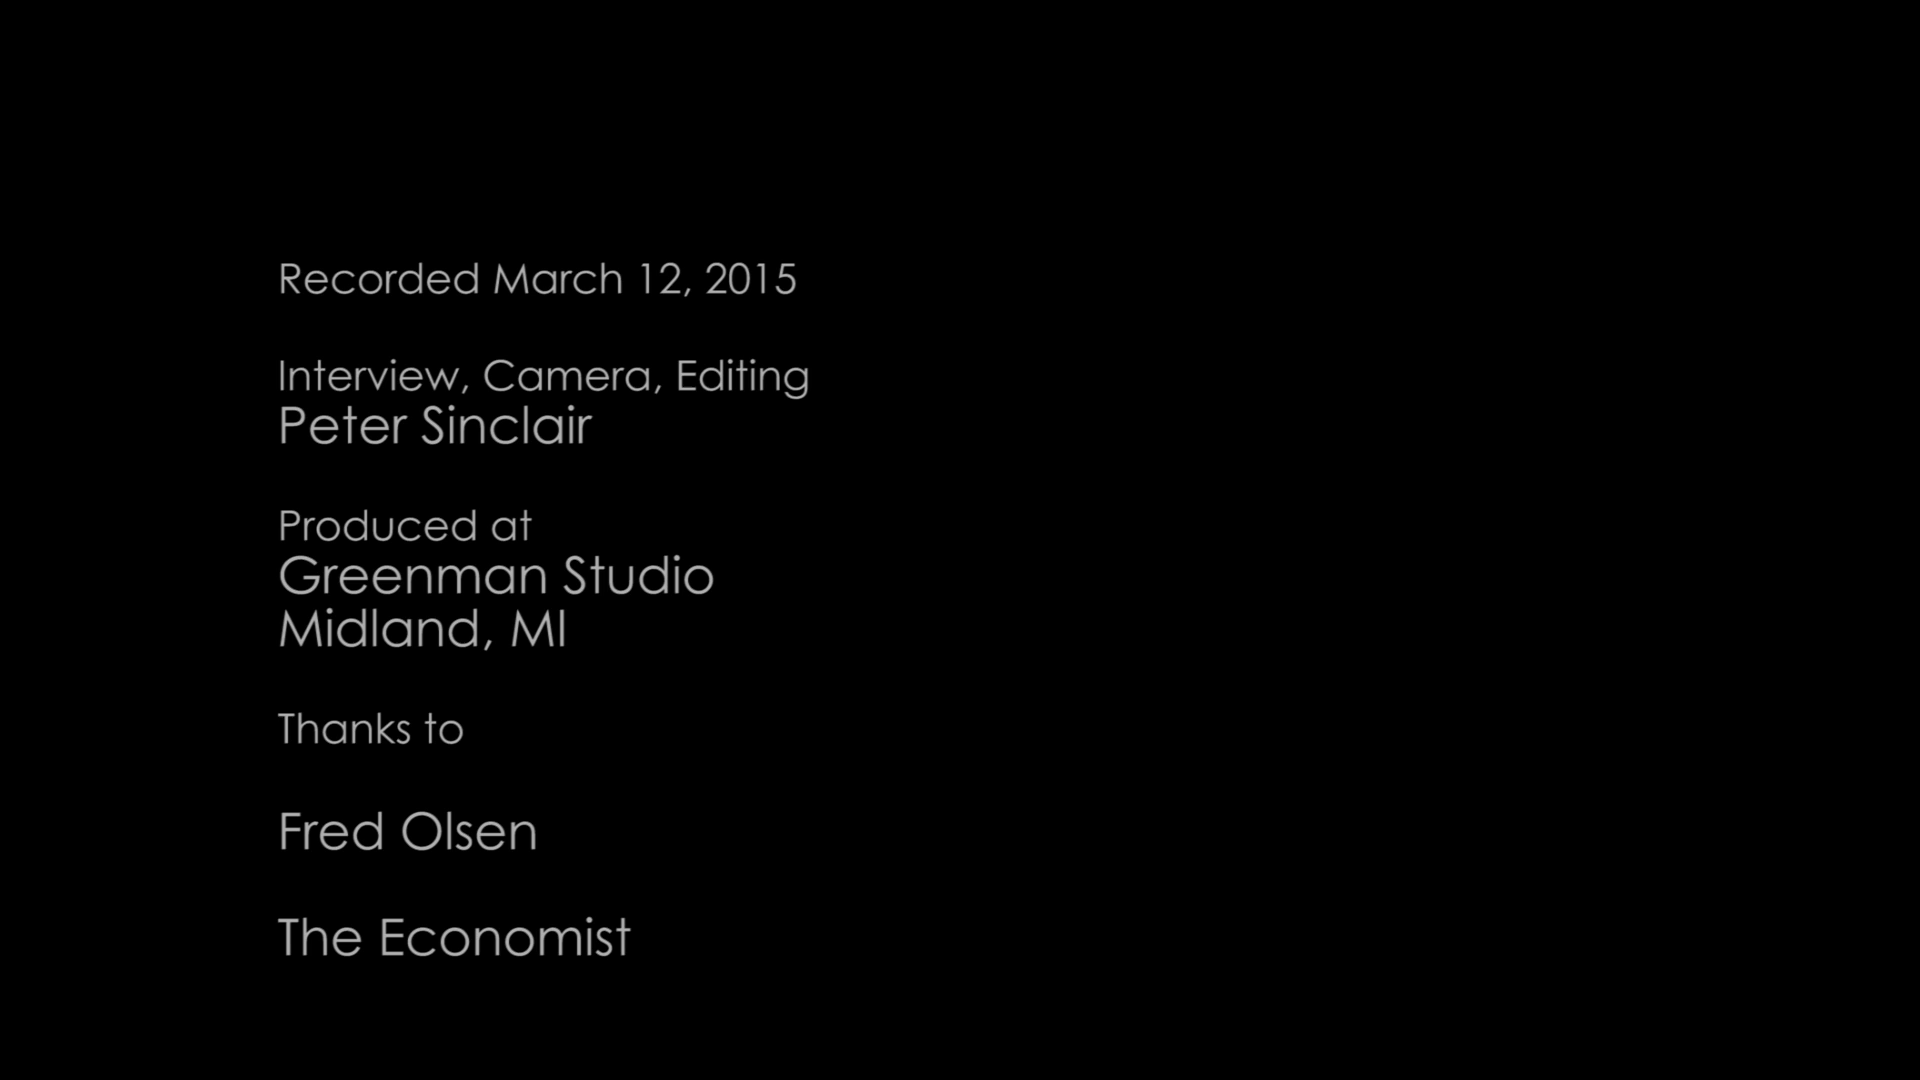 Recorded March 12, 2015
Interview, Camera, Editing
Peter Sinclair
Produced at
Greenman Studio
Midland, MI
Thanks to
Fred Olsen
The Economist